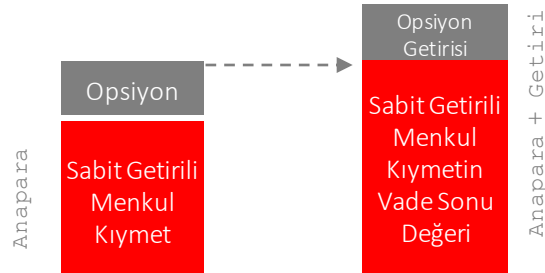 Anapara
Opsiyon
Sabit Getirili
Menkul
Kıymet
Opsiyon
Getirisi
Sabit Getirili
Menkul
Kıymetin
Vade Sonu
Değeri
Anapara + Getiri